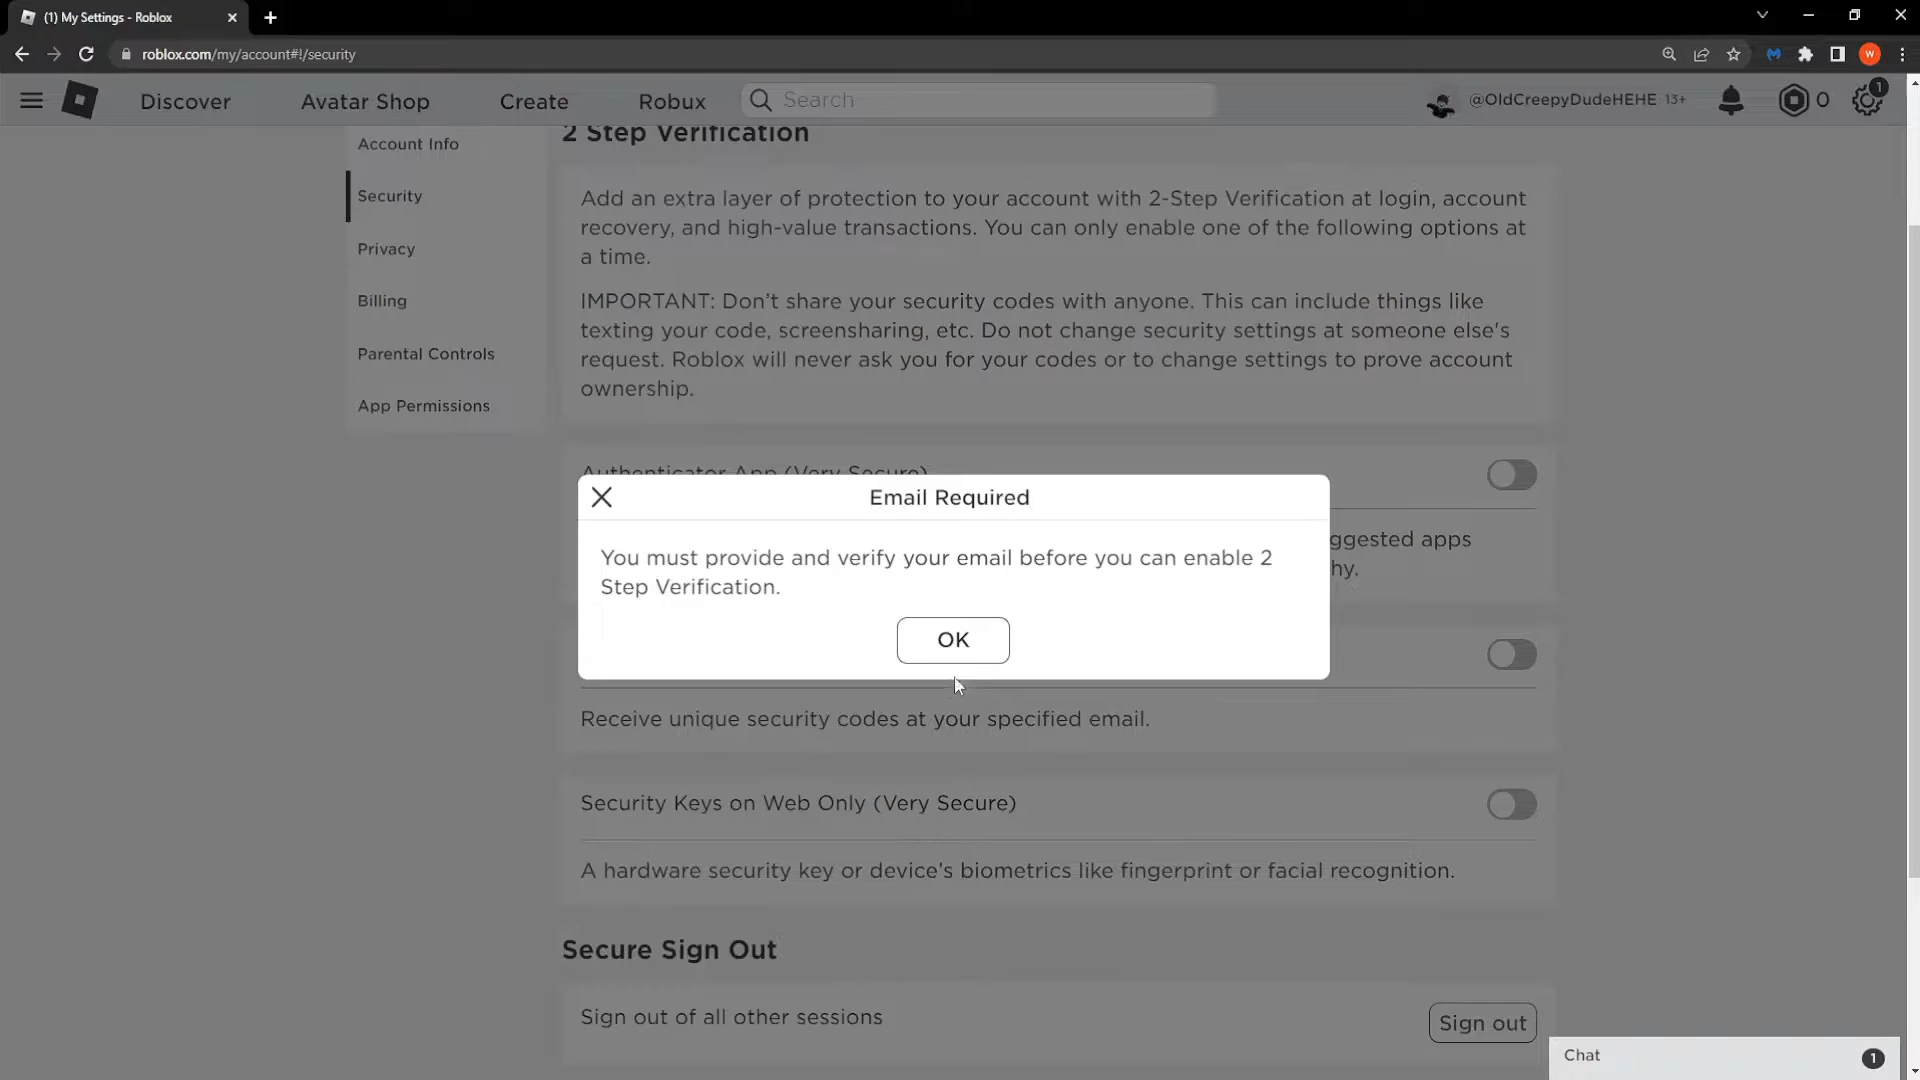 (1) My Settings - Roblox
roblox.com/my/account#!/security
W
Discover
Avatar Shop
Create
Robux
Search
@OldCreepyDudeHEHE 13+
0
1
Account Info
Security
Privacy
Billing
Parental Controls
App Permissions
2 Step Verification
Add an extra layer of protection to your account with 2-Step Verification at login, account
recovery, and high-value transactions. You can only enable one of the following options at
a time.
IMPORTANT: Don’t share your security codes with anyone. This can include things like
texting your code, screensharing, etc. Do not change security settings at someone else's
request. Roblox will never ask you for your codes or to change settings to prove account
ownership.
Authenticator App (Very Secure)
Email Required
You must provide and verify your email before you can enable 2
Step Verification.
OK
ggested apps
hy.
Receive unique security codes at your specified email.
Security Keys on Web Only (Very Secure)
A hardware security key or device’s biometrics like fingerprint or facial recognition.
Secure Sign Out
Sign out of all other sessions
Sign out
Chat
1